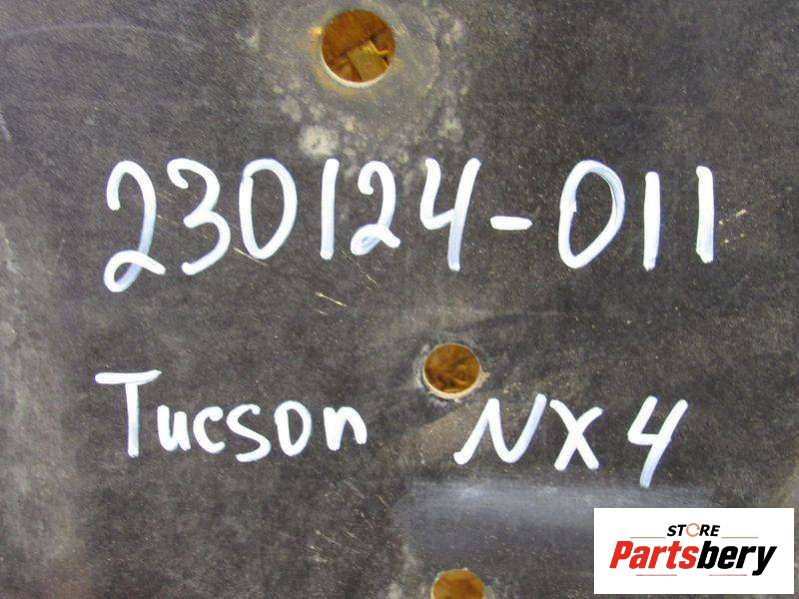 230124-011
Tucson NX4
STORE
Partsbery